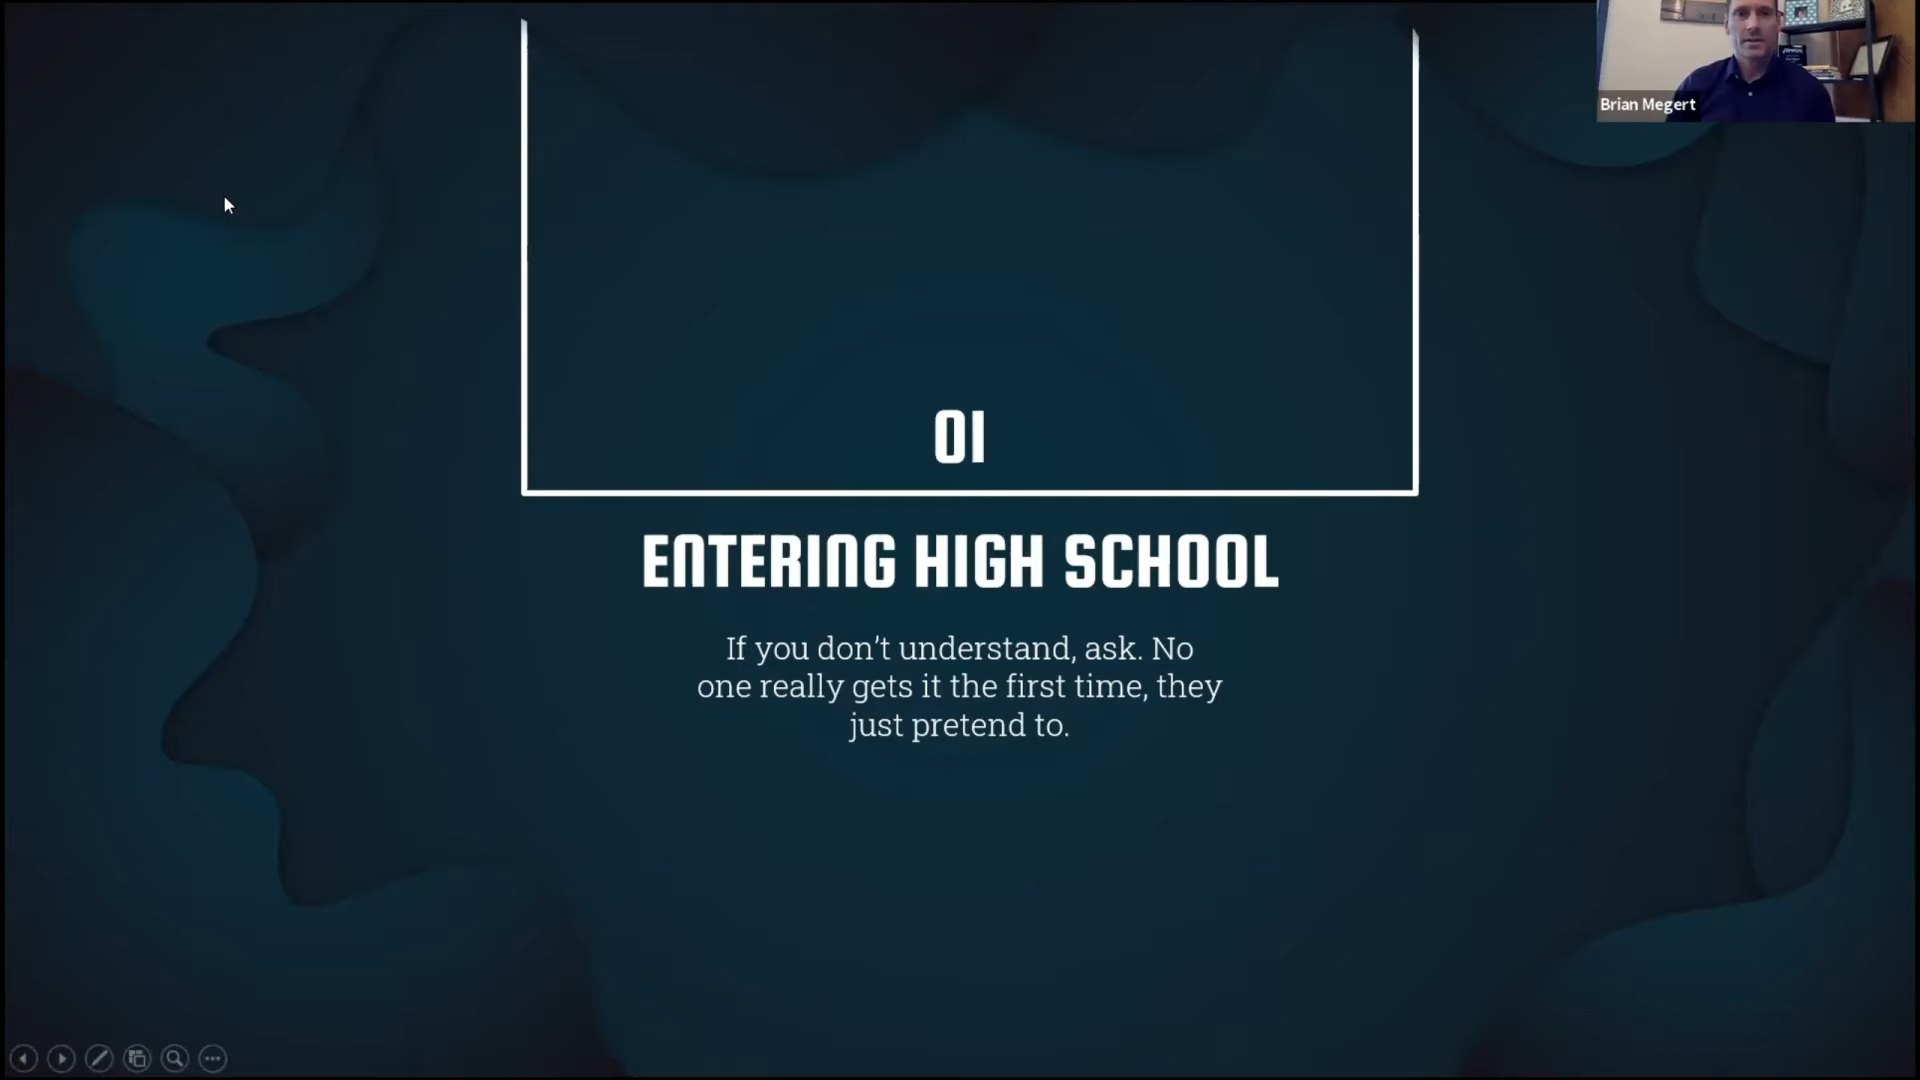 Brian Megert
01
ENTERING HIGH SCHOOL
If you don't understand, ask. No
one really gets it the first time, they
just pretend to.